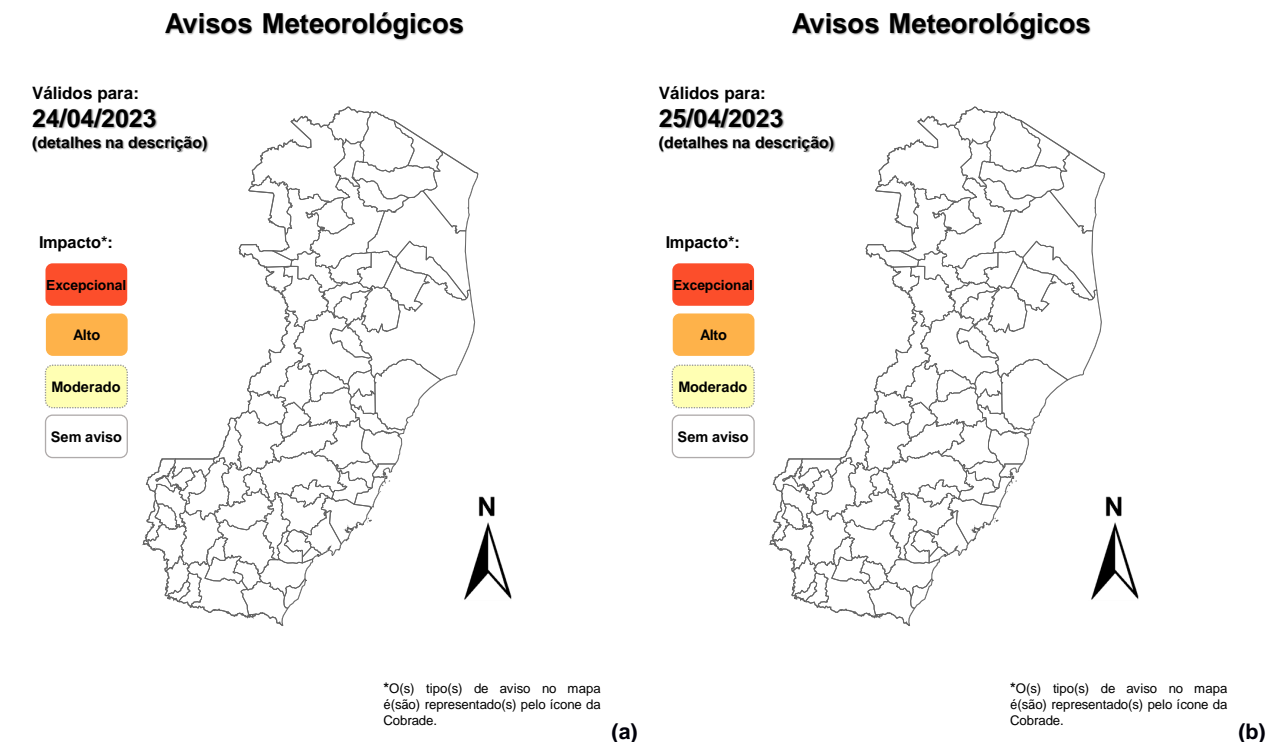 Avisos Meteorológicos
Válidos para:
24/04/2023
(detalhes na descrição)
Impacto*:
Excepcional
Alto
Moderado
Sem aviso
N
*O(s) tipo(s) de aviso no mapa
é(são) representado(s) pelo ícone da
Cobrade.
(a)
Avisos Meteorológicos
Válidos para:
25/04/2023
(detalhes na descrição)
Impacto*:
Excepcional
Alto
Moderado
Sem aviso
N
*O(s) tipo(s) de aviso no mapa
é(são) representado(s) pelo ícone da
Cobrade.
(b)